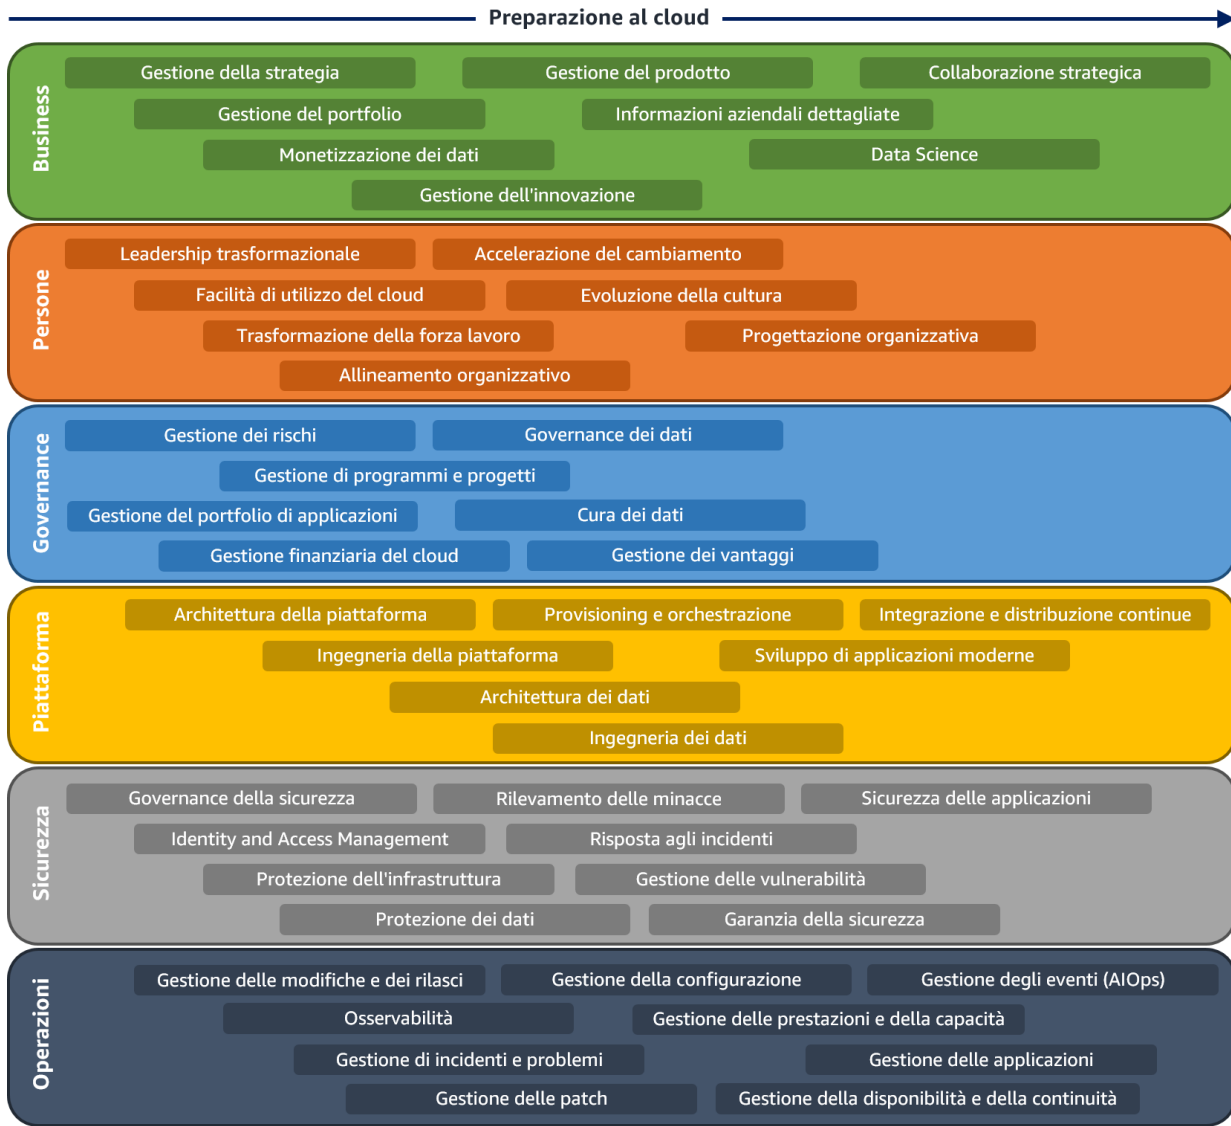 Preparazione al cloud
Business
Gestione della strategia
Gestione del prodotto
Collaborazione strategica
Gestione del portfolio
Informazioni aziendali dettagliate
Monetizzazione dei dati
Data Science
Gestione dell'innovazione
Persone
Leadership trasformazionale
Accelerazione del cambiamento
Facilità di utilizzo del cloud
Evoluzione della cultura
Trasformazione della forza lavoro
Progettazione organizzativa
Allineamento organizzativo
Governance
Gestione dei rischi
Governance dei dati
Gestione di programmi e progetti
Gestione del portfolio di applicazioni
Cura dei dati
Gestione finanziaria del cloud
Gestione dei vantaggi
Piattaforma
Architettura della piattaforma
Provisioning e orchestrazione
Integrazione e distribuzione continue
Ingegneria della piattaforma
Sviluppo di applicazioni moderne
Architettura dei dati
Ingegneria dei dati
Sicurezza
Governance della sicurezza
Rilevamento delle minacce
Sicurezza delle applicazioni
Identity and Access Management
Risposta agli incidenti
Protezione dell'infrastruttura
Gestione delle vulnerabilità
Protezione dei dati
Garanzia della sicurezza
Operazioni
Gestione delle modifiche e dei rilasci
Gestione della configurazione
Gestione degli eventi (AIOps)
Osservabilità
Gestione delle prestazioni e della capacità
Gestione di incidenti e problemi
Gestione delle applicazioni
Gestione delle patch
Gestione della disponibilità e della continuità